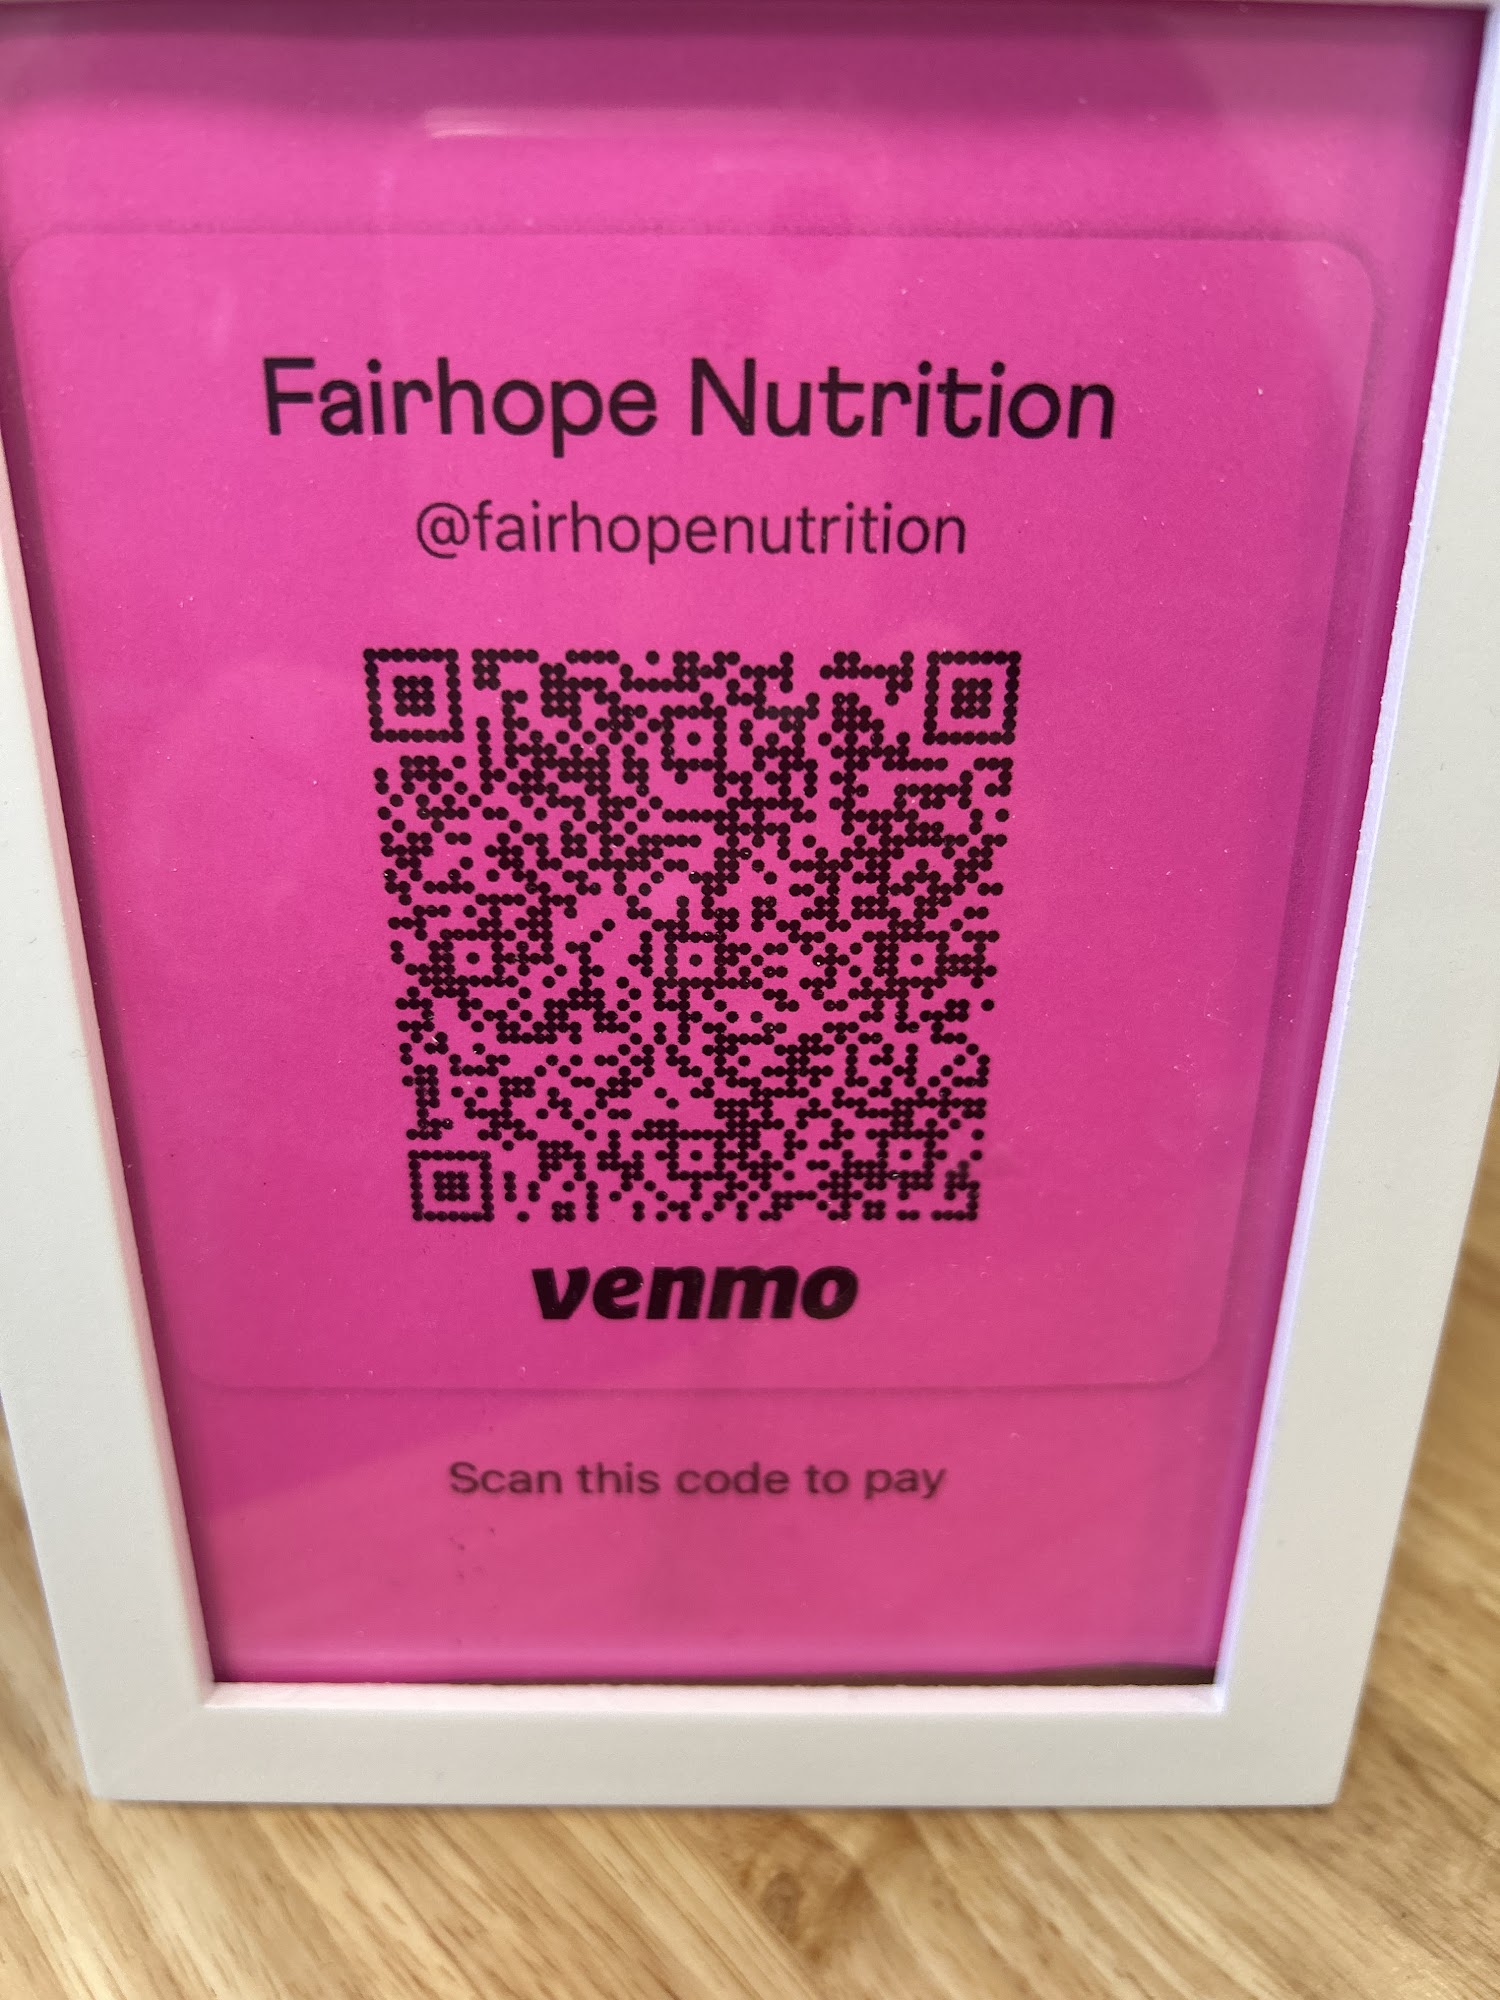 Fairhope Nutrition
@fairhopenutrition
venmo
Scan this code to pay